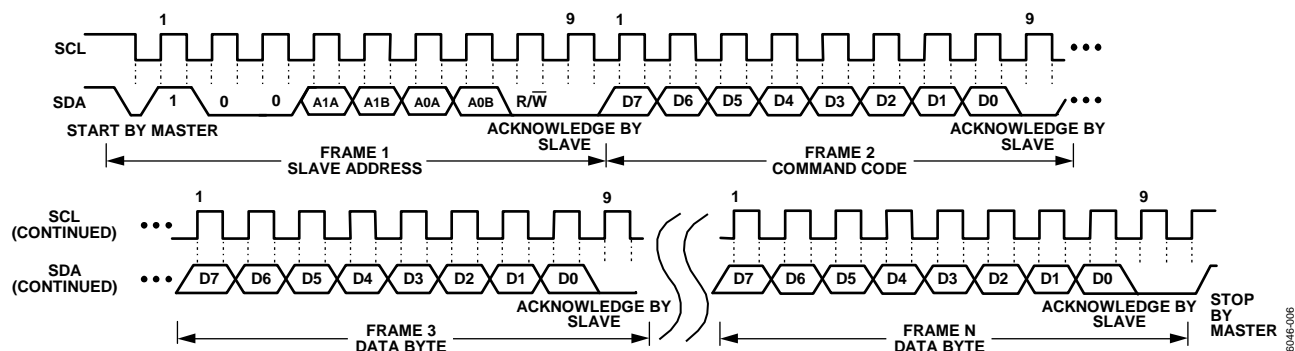 1 9 1 9
SCL
SDA 1 0 0 A1A A1B A0A A0B R/W̅ D7 D6 D5 D4 D3 D2 D1 D0
START BY MASTER
ACKNOWLEDGE BY
SLAVE
ACKNOWLEDGE BY
SLAVE
FRAME 1
SLAVE ADDRESS
FRAME 2
COMMAND CODE
1 9 1 9
SCL
(CONTINUED)
SDA
(CONTINUED)
D7 D6 D5 D4 D3 D2 D1 D0 D7 D6 D5 D4 D3 D2 D1 D0
ACKNOWLEDGE BY
SLAVE
ACKNOWLEDGE BY
SLAVE
STOP
BY
MASTER
FRAME 3
DATA BYTE
FRAME N
DATA BYTE
6046-006